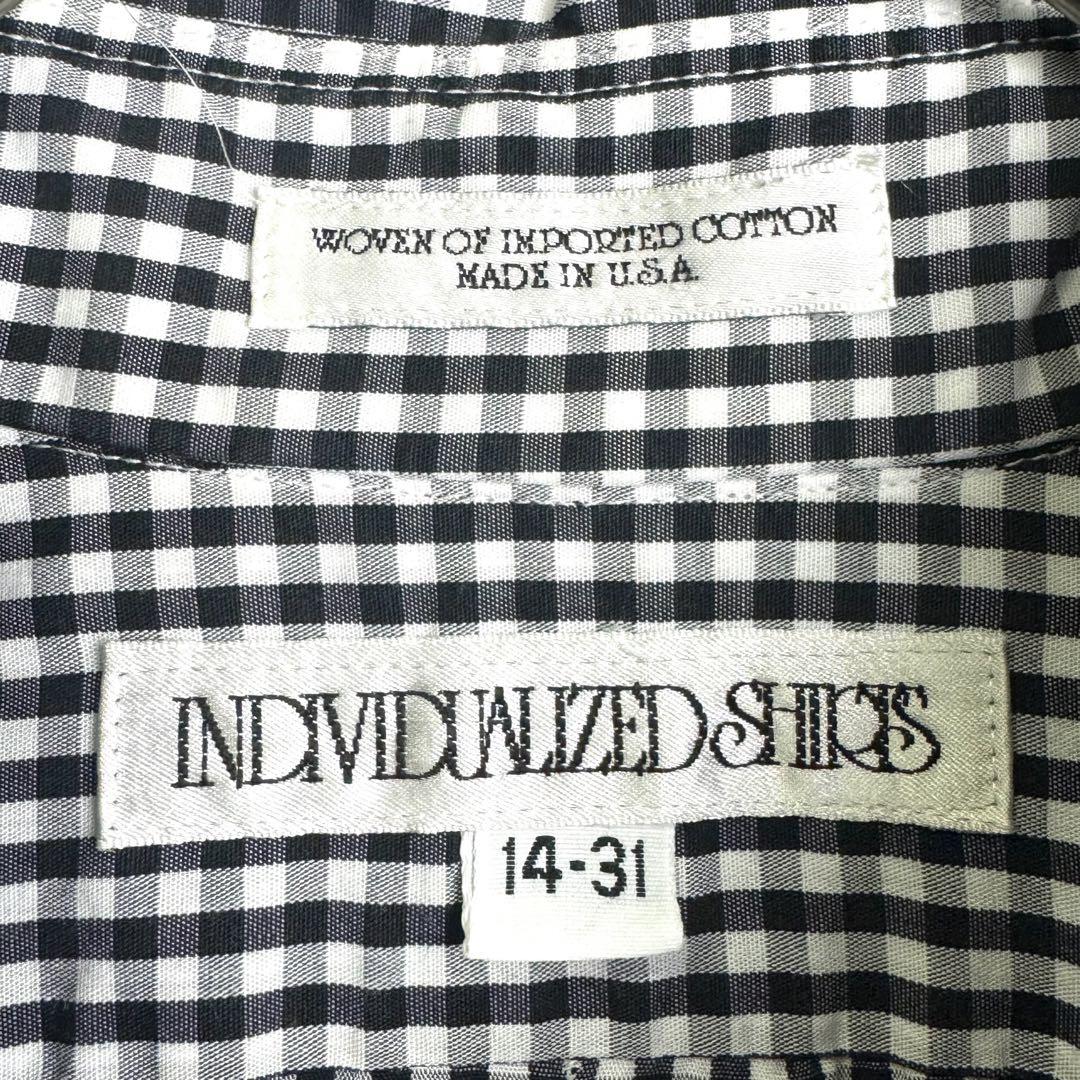 WOVEN OF IMPORTED COTTON
MADE IN U.S.A.
INDIVIDUALIZED SHIRTS
14-31